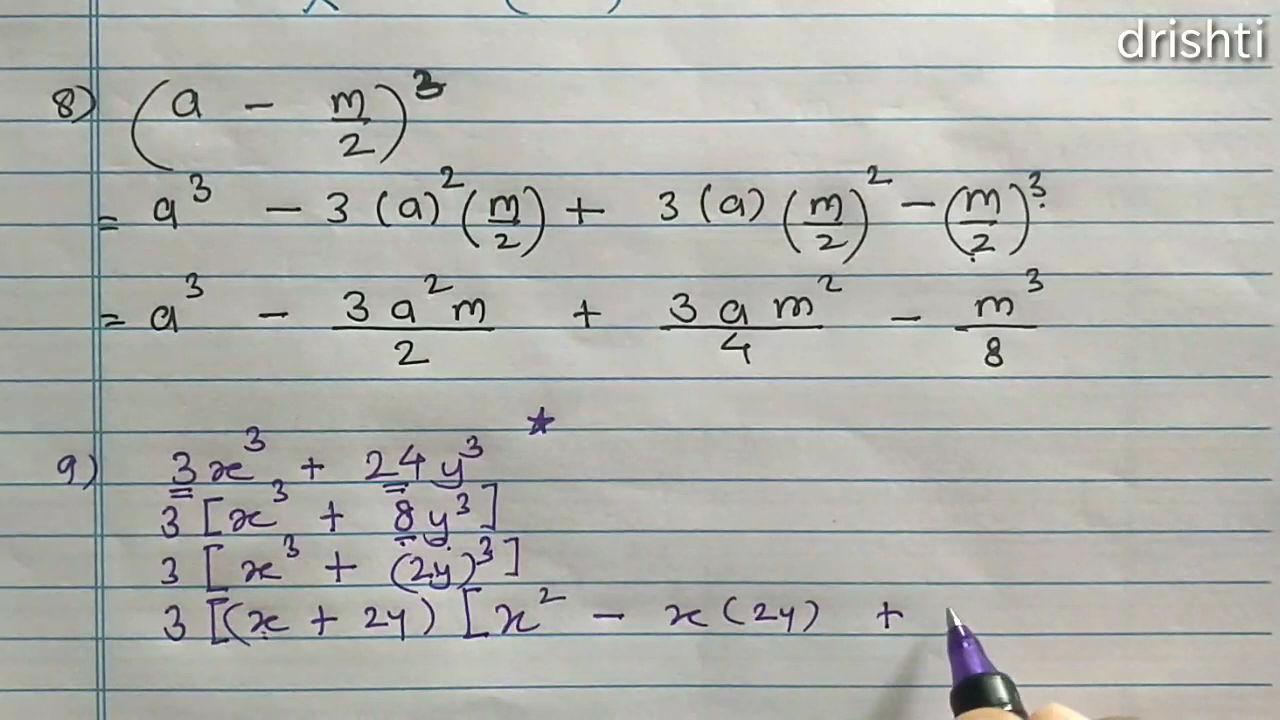 drishti
8) (a - m/2)³
= a³ - 3(a)²(m/2) + 3(a)(m/2)² - (m/2)³
= a³ - 3a²m/2 + 3am²/4 - m³/8
9) 3x³ + 24y³ ★
3[x³ + 8y³]
3[x³ + (2y)³]
3[(x + 2y)[x² - x(2y) +